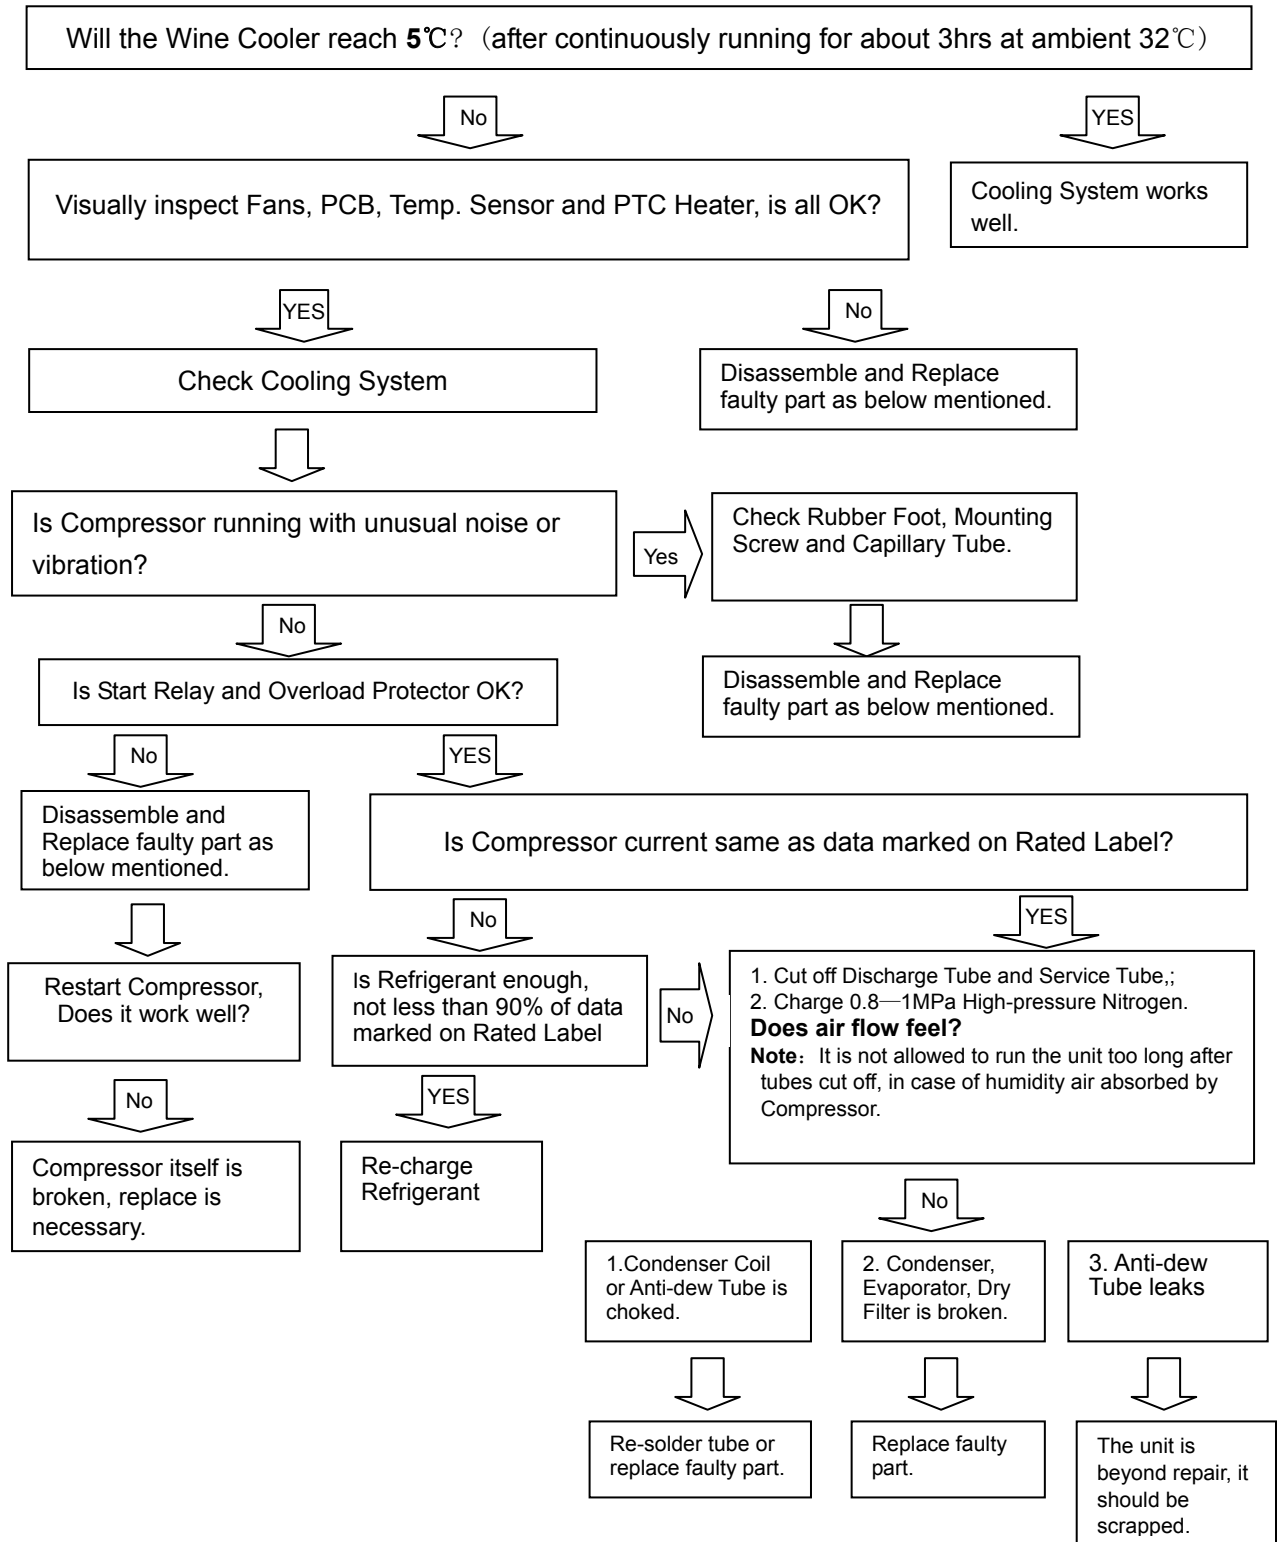 Will the Wine Cooler reach 5℃?（after continuously running for about 3hrs at ambient 32℃）
No
YES
Visually inspect Fans, PCB, Temp. Sensor and PTC Heater, is all OK?
Cooling System works
well.
YES
No
Check Cooling System
Disassemble and Replace
faulty part as below mentioned.
Is Compressor running with unusual noise or
vibration?
Yes
Check Rubber Foot, Mounting
Screw and Capillary Tube.
No
Is Start Relay and Overload Protector OK?
Disassemble and Replace
faulty part as below mentioned.
No
YES
Disassemble and
Replace faulty part as
below mentioned.
Is Compressor current same as data marked on Rated Label?
No
YES
Restart Compressor,
Does it work well?
Is Refrigerant enough,
not less than 90% of data
marked on Rated Label
No
1. Cut off Discharge Tube and Service Tube,;
2. Charge 0.8—1MPa High-pressure Nitrogen.
Does air flow feel?
Note：It is not allowed to run the unit too long after
tubes cut off, in case of humidity air absorbed by
Compressor.
No
YES
Compressor itself is
broken, replace is
necessary.
Re-charge
Refrigerant
No
1.Condenser Coil
or Anti-dew Tube is
choked.
2. Condenser,
Evaporator, Dry
Filter is broken.
3. Anti-dew
Tube leaks
Re-solder tube or
replace faulty part.
Replace faulty
part.
The unit is
beyond repair, it
should be
scrapped.